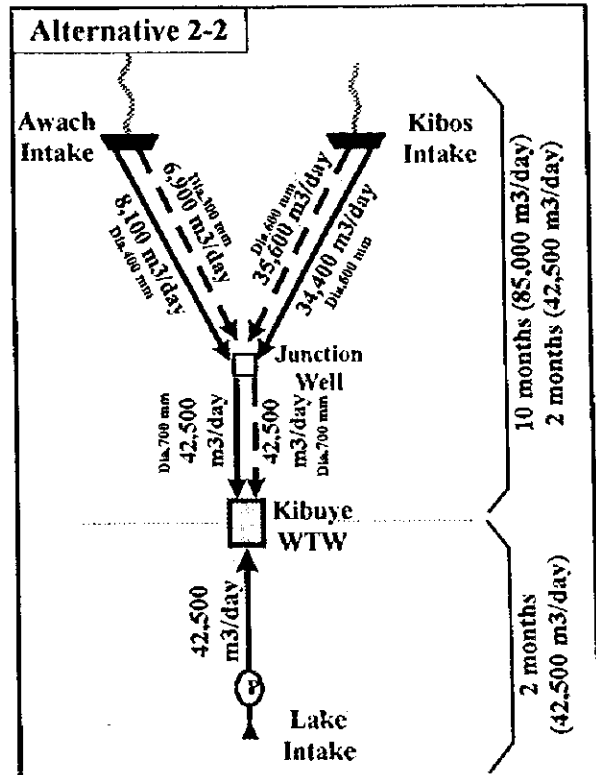 Alternative 2-2
Awach
Intake
Kibos
Intake
Dia.300 mm
6,900 m3/day
8,100 m3/day
Dia.400 mm
Dia.600 mm
35,600 m3/day
34,400 m3/day
Dia.600 mm
Junction
Well
Dia.700 mm
42,500
m3/day
42,500
m3/day
Dia.700 mm
Kibuye
WTW
42,500
m3/day
P
Lake
Intake
10 months (85,000 m3/day)
2 months (42,500 m3/day)
2 months
(42,500 m3/day)